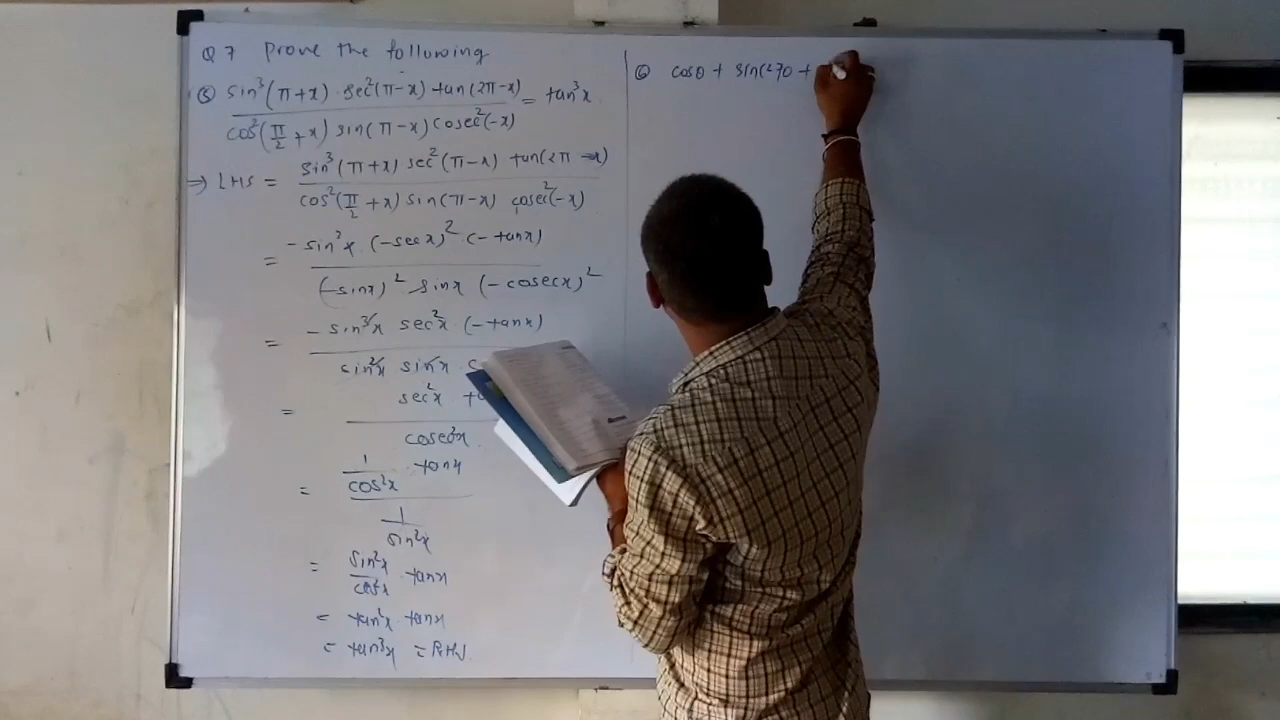 Q 7 Prove the following
⑤ sin³(π+x) · sec²(π-x) tan(2π-x) / cos²(π/2 + x) sin(π-x) cosec²(-x) = tan³x
⇒ LHS = sin³(π+x) sec²(π-x) tan(2π-x) / cos²(π/2 + x) sin(π-x) cosec²(-x)
= -sin³x · (-secx)² (-tanx) / (-sinx)² sinx (-cosecx)²
= -sin³x sec²x · (-tanx) / sin²x sinx
= sec²x / cosec²x
= 1/cos²x · tanx / 1/sin²x
= sin²x/cos²x · tanx
= tan²x · tanx
= tan³x = RHS
⑥ cosθ + sin(270 +